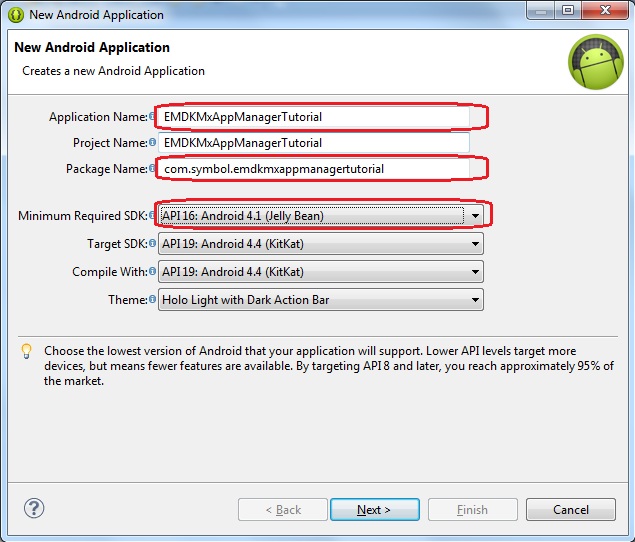 New Android Application
New Android Application
Creates a new Android Application
Application Name: EMDKMxAppManagerTutorial
Project Name: EMDKMxAppManagerTutorial
Package Name: com.symbol.emdkmxappmanagertutorial
Minimum Required SDK: API 16: Android 4.1 (Jelly Bean)
Target SDK: API 19: Android 4.4 (KitKat)
Compile With: API 19: Android 4.4 (KitKat)
Theme: Holo Light with Dark Action Bar
Choose the lowest version of Android that your application will support. Lower API levels target more
devices, but means fewer features are available. By targeting API 8 and later, you reach approximately 95% of
the market.
? < Back Next > Finish Cancel